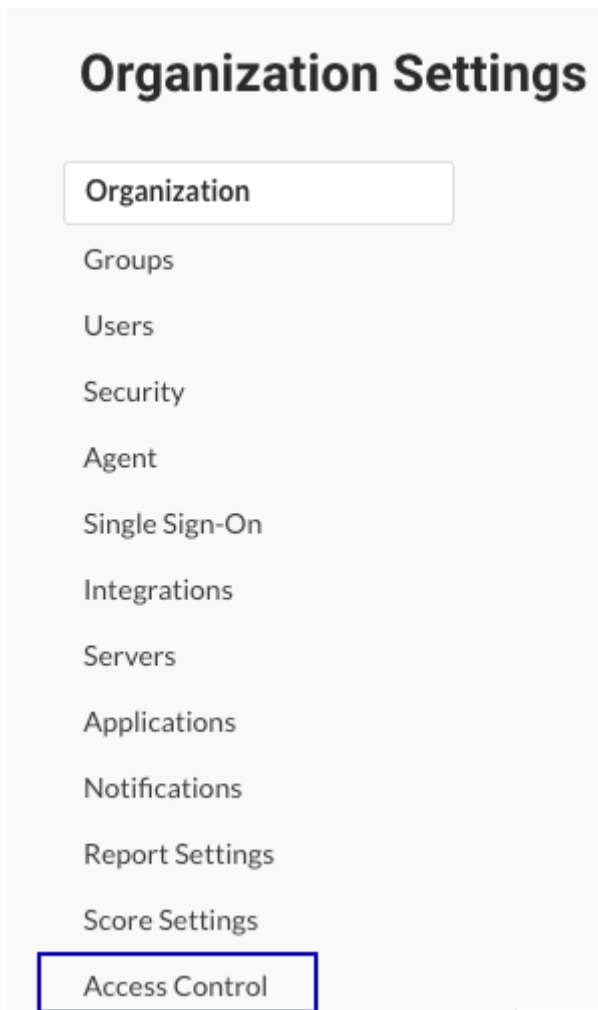 Organization Settings
Organization
Groups
Users
Security
Agent
Single Sign-On
Integrations
Servers
Applications
Notifications
Report Settings
Score Settings
Access Control